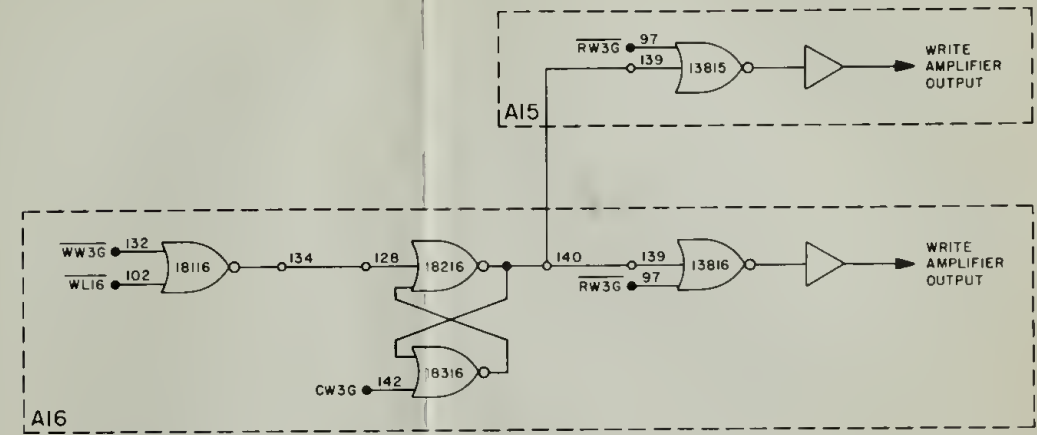 RW3G
97
139
13815
WRITE
AMPLIFIER
OUTPUT
A15
WW3G
132
WL16
102
18116
134
128
18216
140
139
13816
RW3G
97
WRITE
AMPLIFIER
OUTPUT
CW3G
142
18316
A16